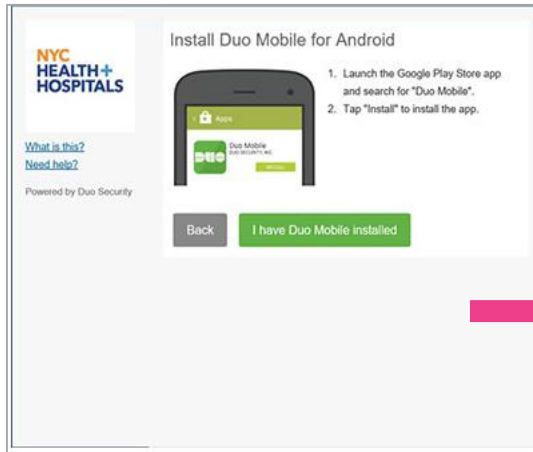 NYC
HEALTH+
HOSPITALS
What is this?
Need help?
Powered by Duo Security
Install Duo Mobile for Android
1. Launch the Google Play Store app
and search for "Duo Mobile".
2. Tap "Install" to install the app.
Apps
Duo Mobile
DUO SECURITY, INC.
Back
I have Duo Mobile installed